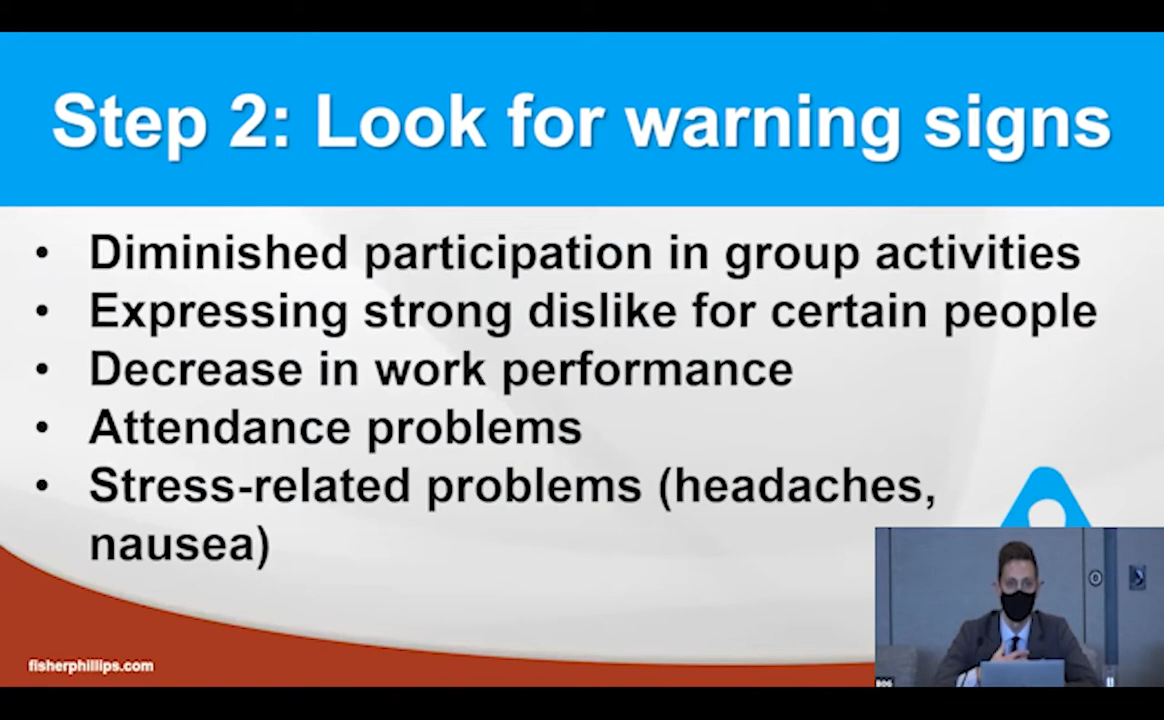 Step 2: Look for warning signs
• Diminished participation in group activities
• Expressing strong dislike for certain people
• Decrease in work performance
• Attendance problems
• Stress-related problems (headaches,
nausea)
fisherphillips.com